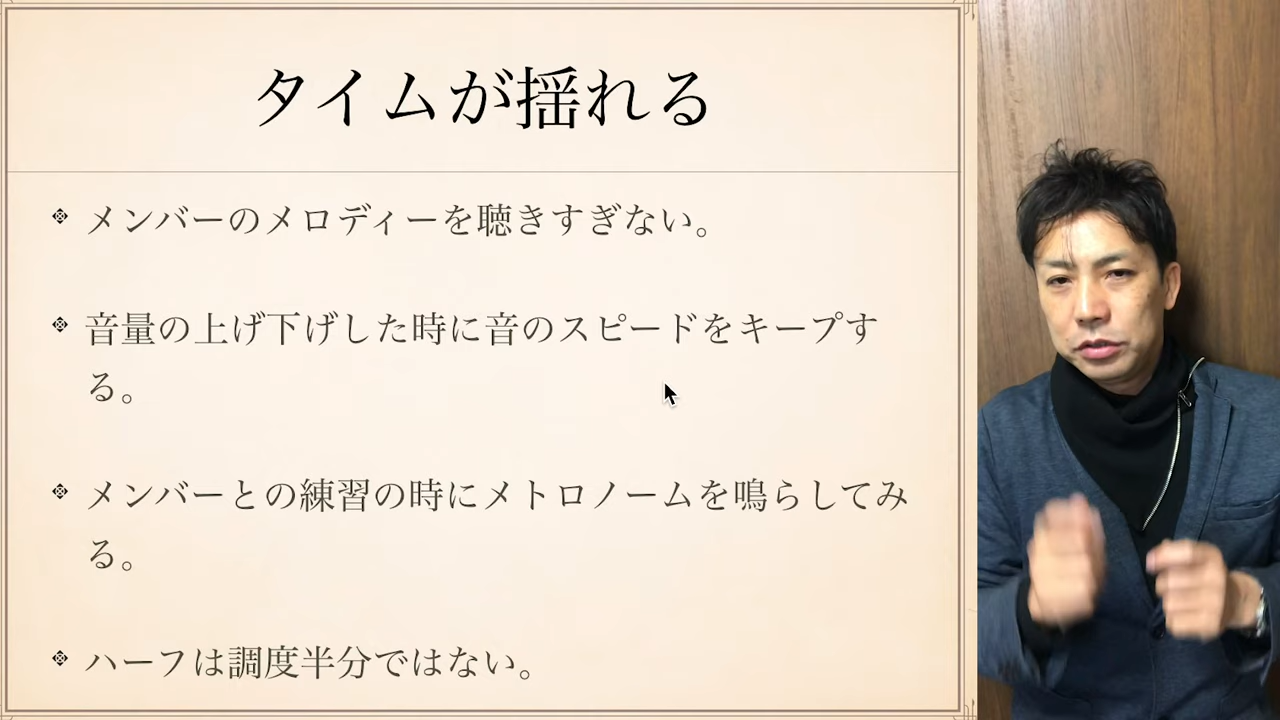 タイムが揺れる
メンバーのメロディーを聴きすぎない。
音量の上げ下げした時に音のスピードをキープす
る。
メンバーとの練習の時にメトロノームを鳴らしてみ
る。
ハーフは調度半分ではない。